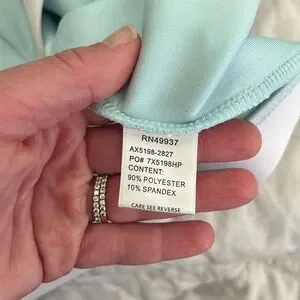 RN49937
AX5198-2827
PO# 7X5198HP
CONTENT:
90% POLYESTER
10% SPANDEX
CARE SEE REVERSE